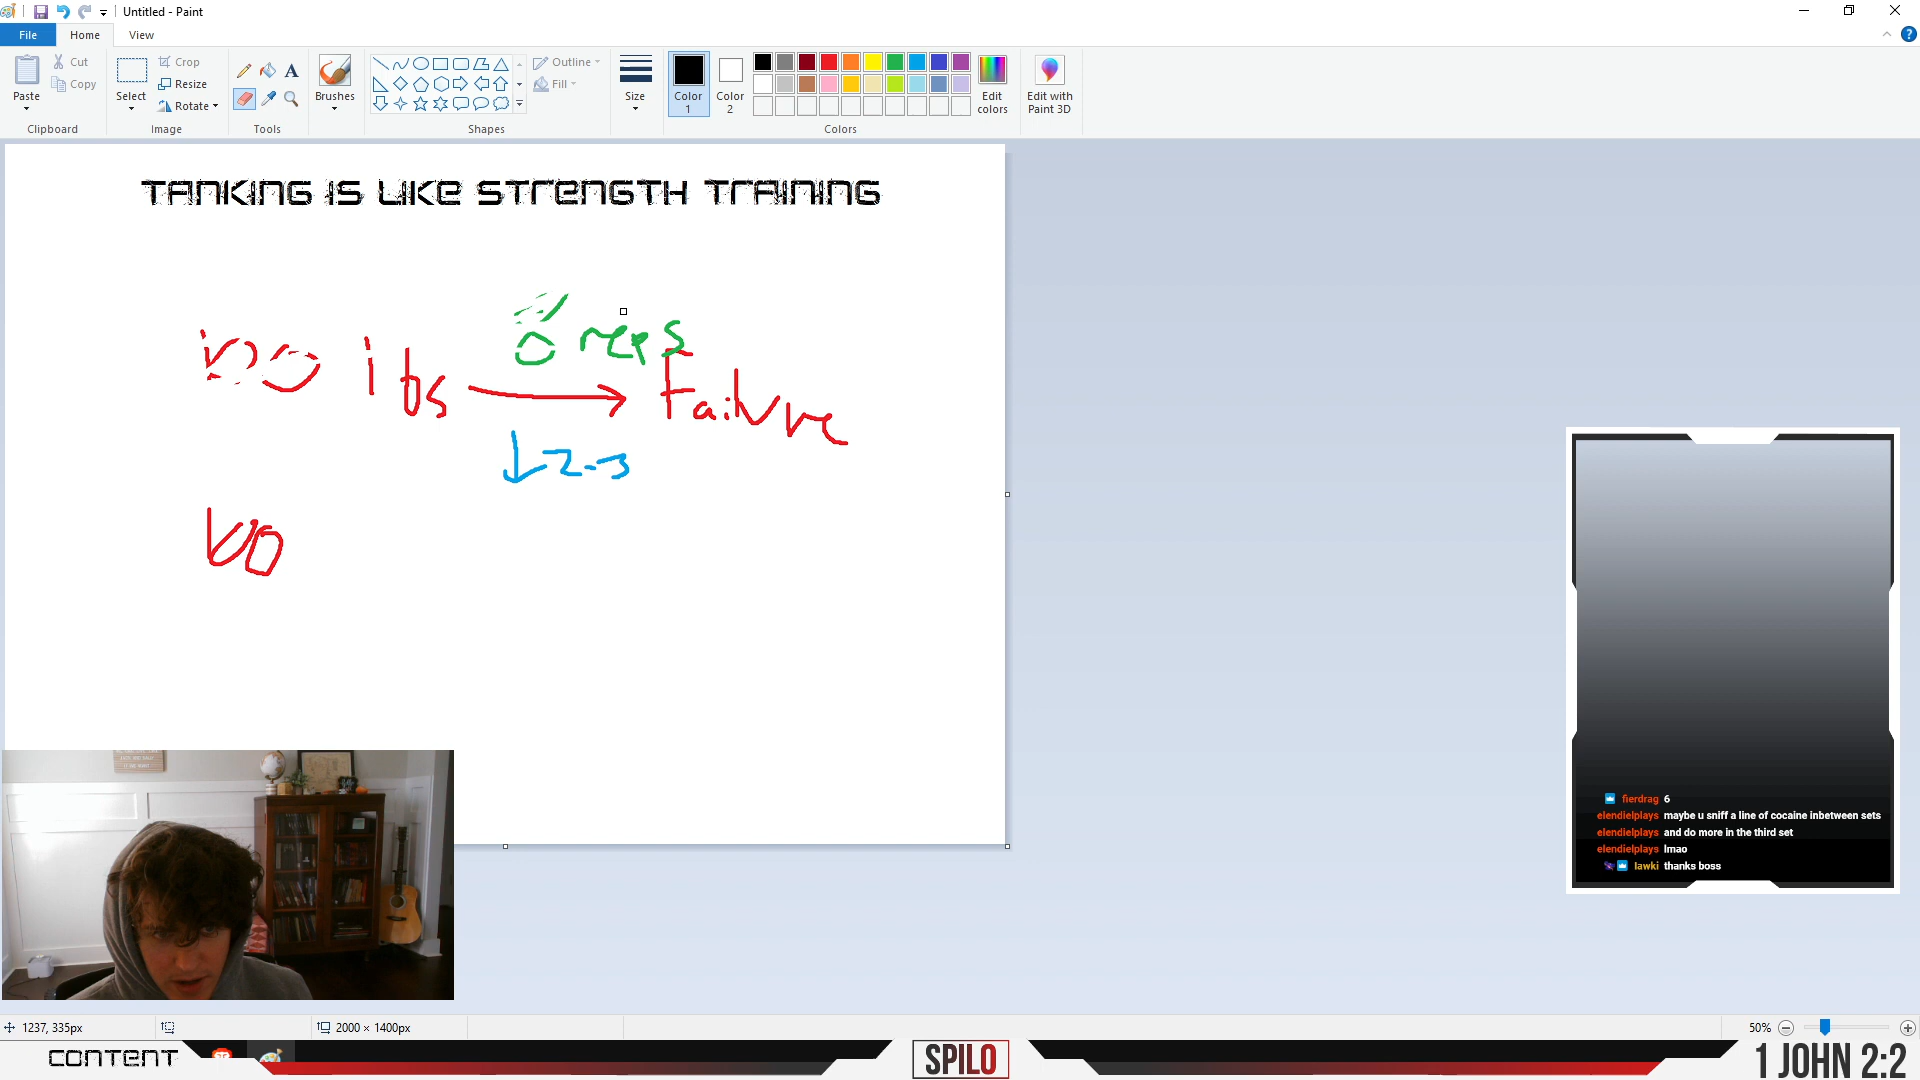 Untitled - Paint
File Home View
Paste
Cut
Copy
Clipboard
Select
Crop
Resize
Rotate
Image
Tools
Brushes
Shapes
Outline
Fill
Size
Color 1
Color 2
Edit colors
Colors
Edit with Paint 3D
TANKING IS LIKE STRENGTH TRAINING
reps
lbs
Failure
2-3
fierdrag 6
elendielplays maybe u sniff a line of cocaine inbetween sets
elendielplays and do more in the third set
elendielplays lmao
lawki thanks boss
1237, 335px
2000 × 1400px
50%
CONTENT
SPILO
1 JOHN 2:2